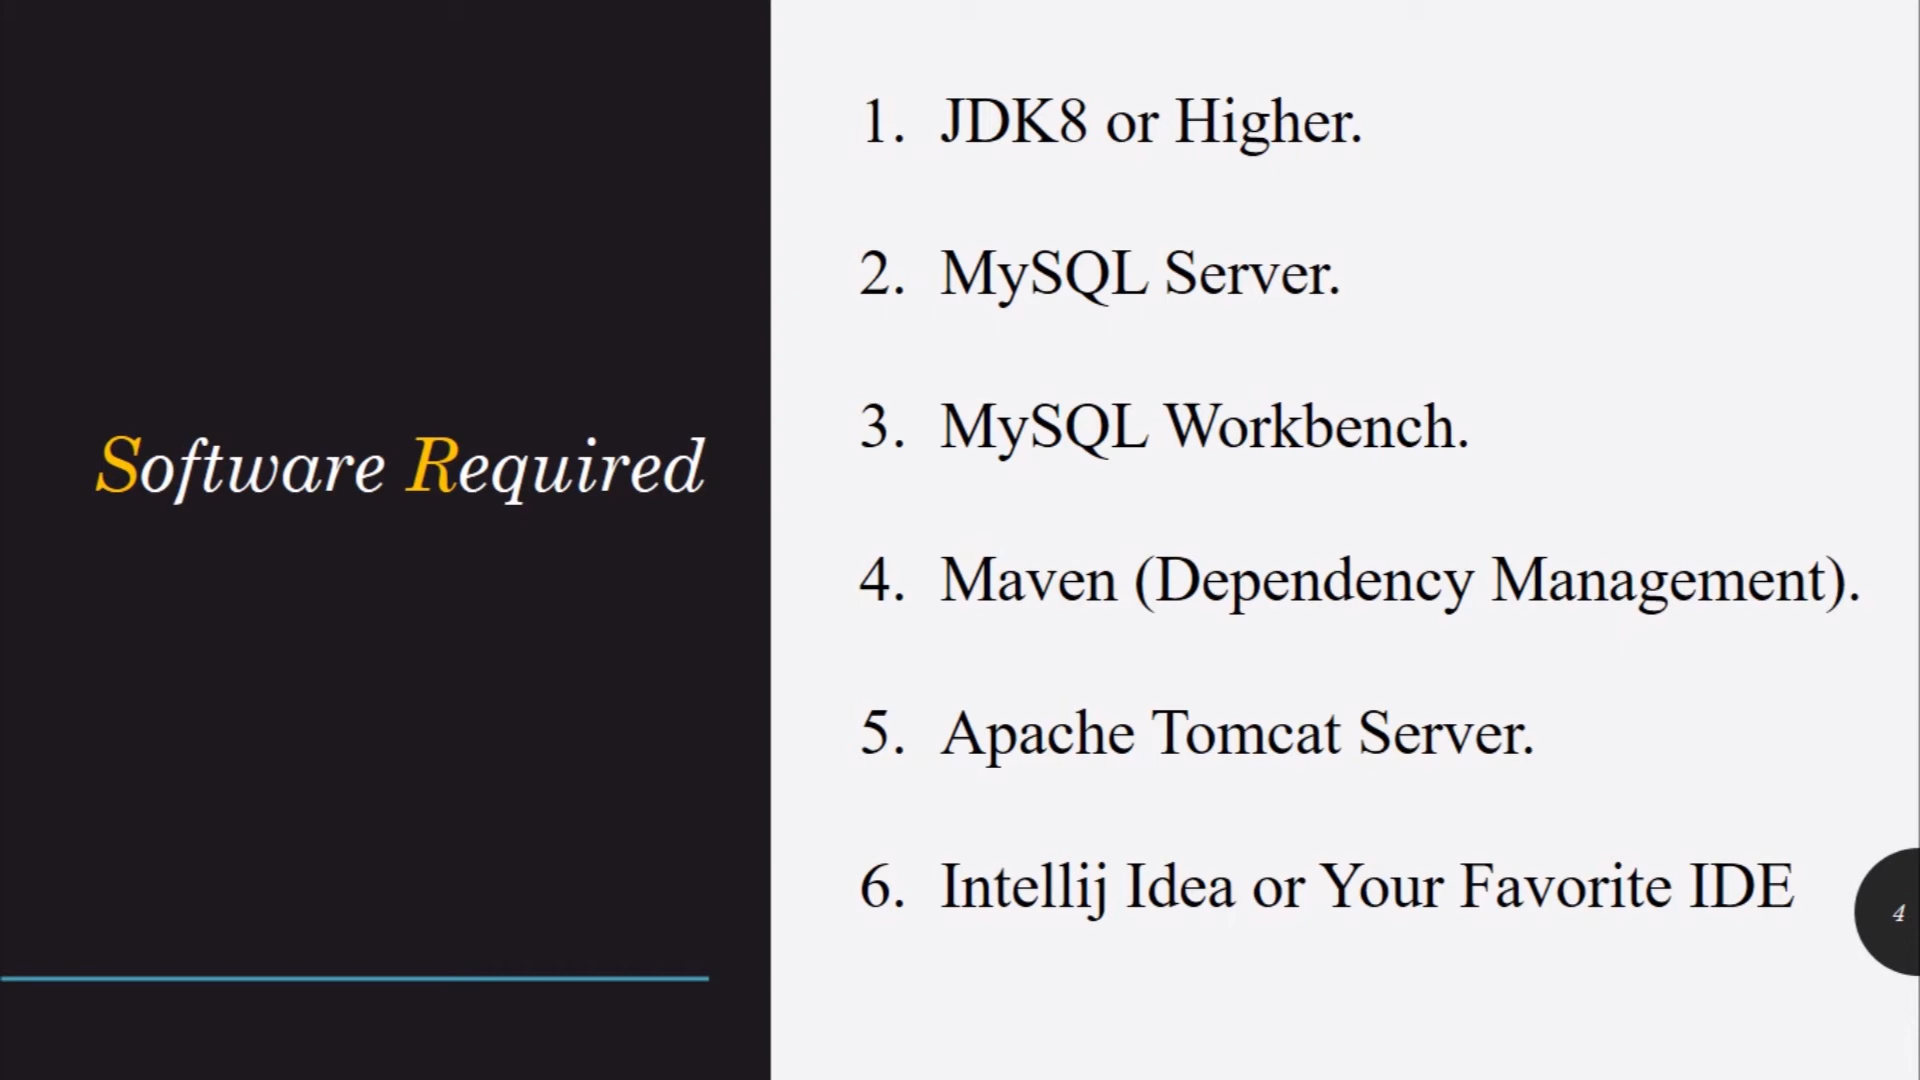 Software Required
1. JDK8 or Higher.
2. MySQL Server.
3. MySQL Workbench.
4. Maven (Dependency Management).
5. Apache Tomcat Server.
6. Intellij Idea or Your Favorite IDE
4